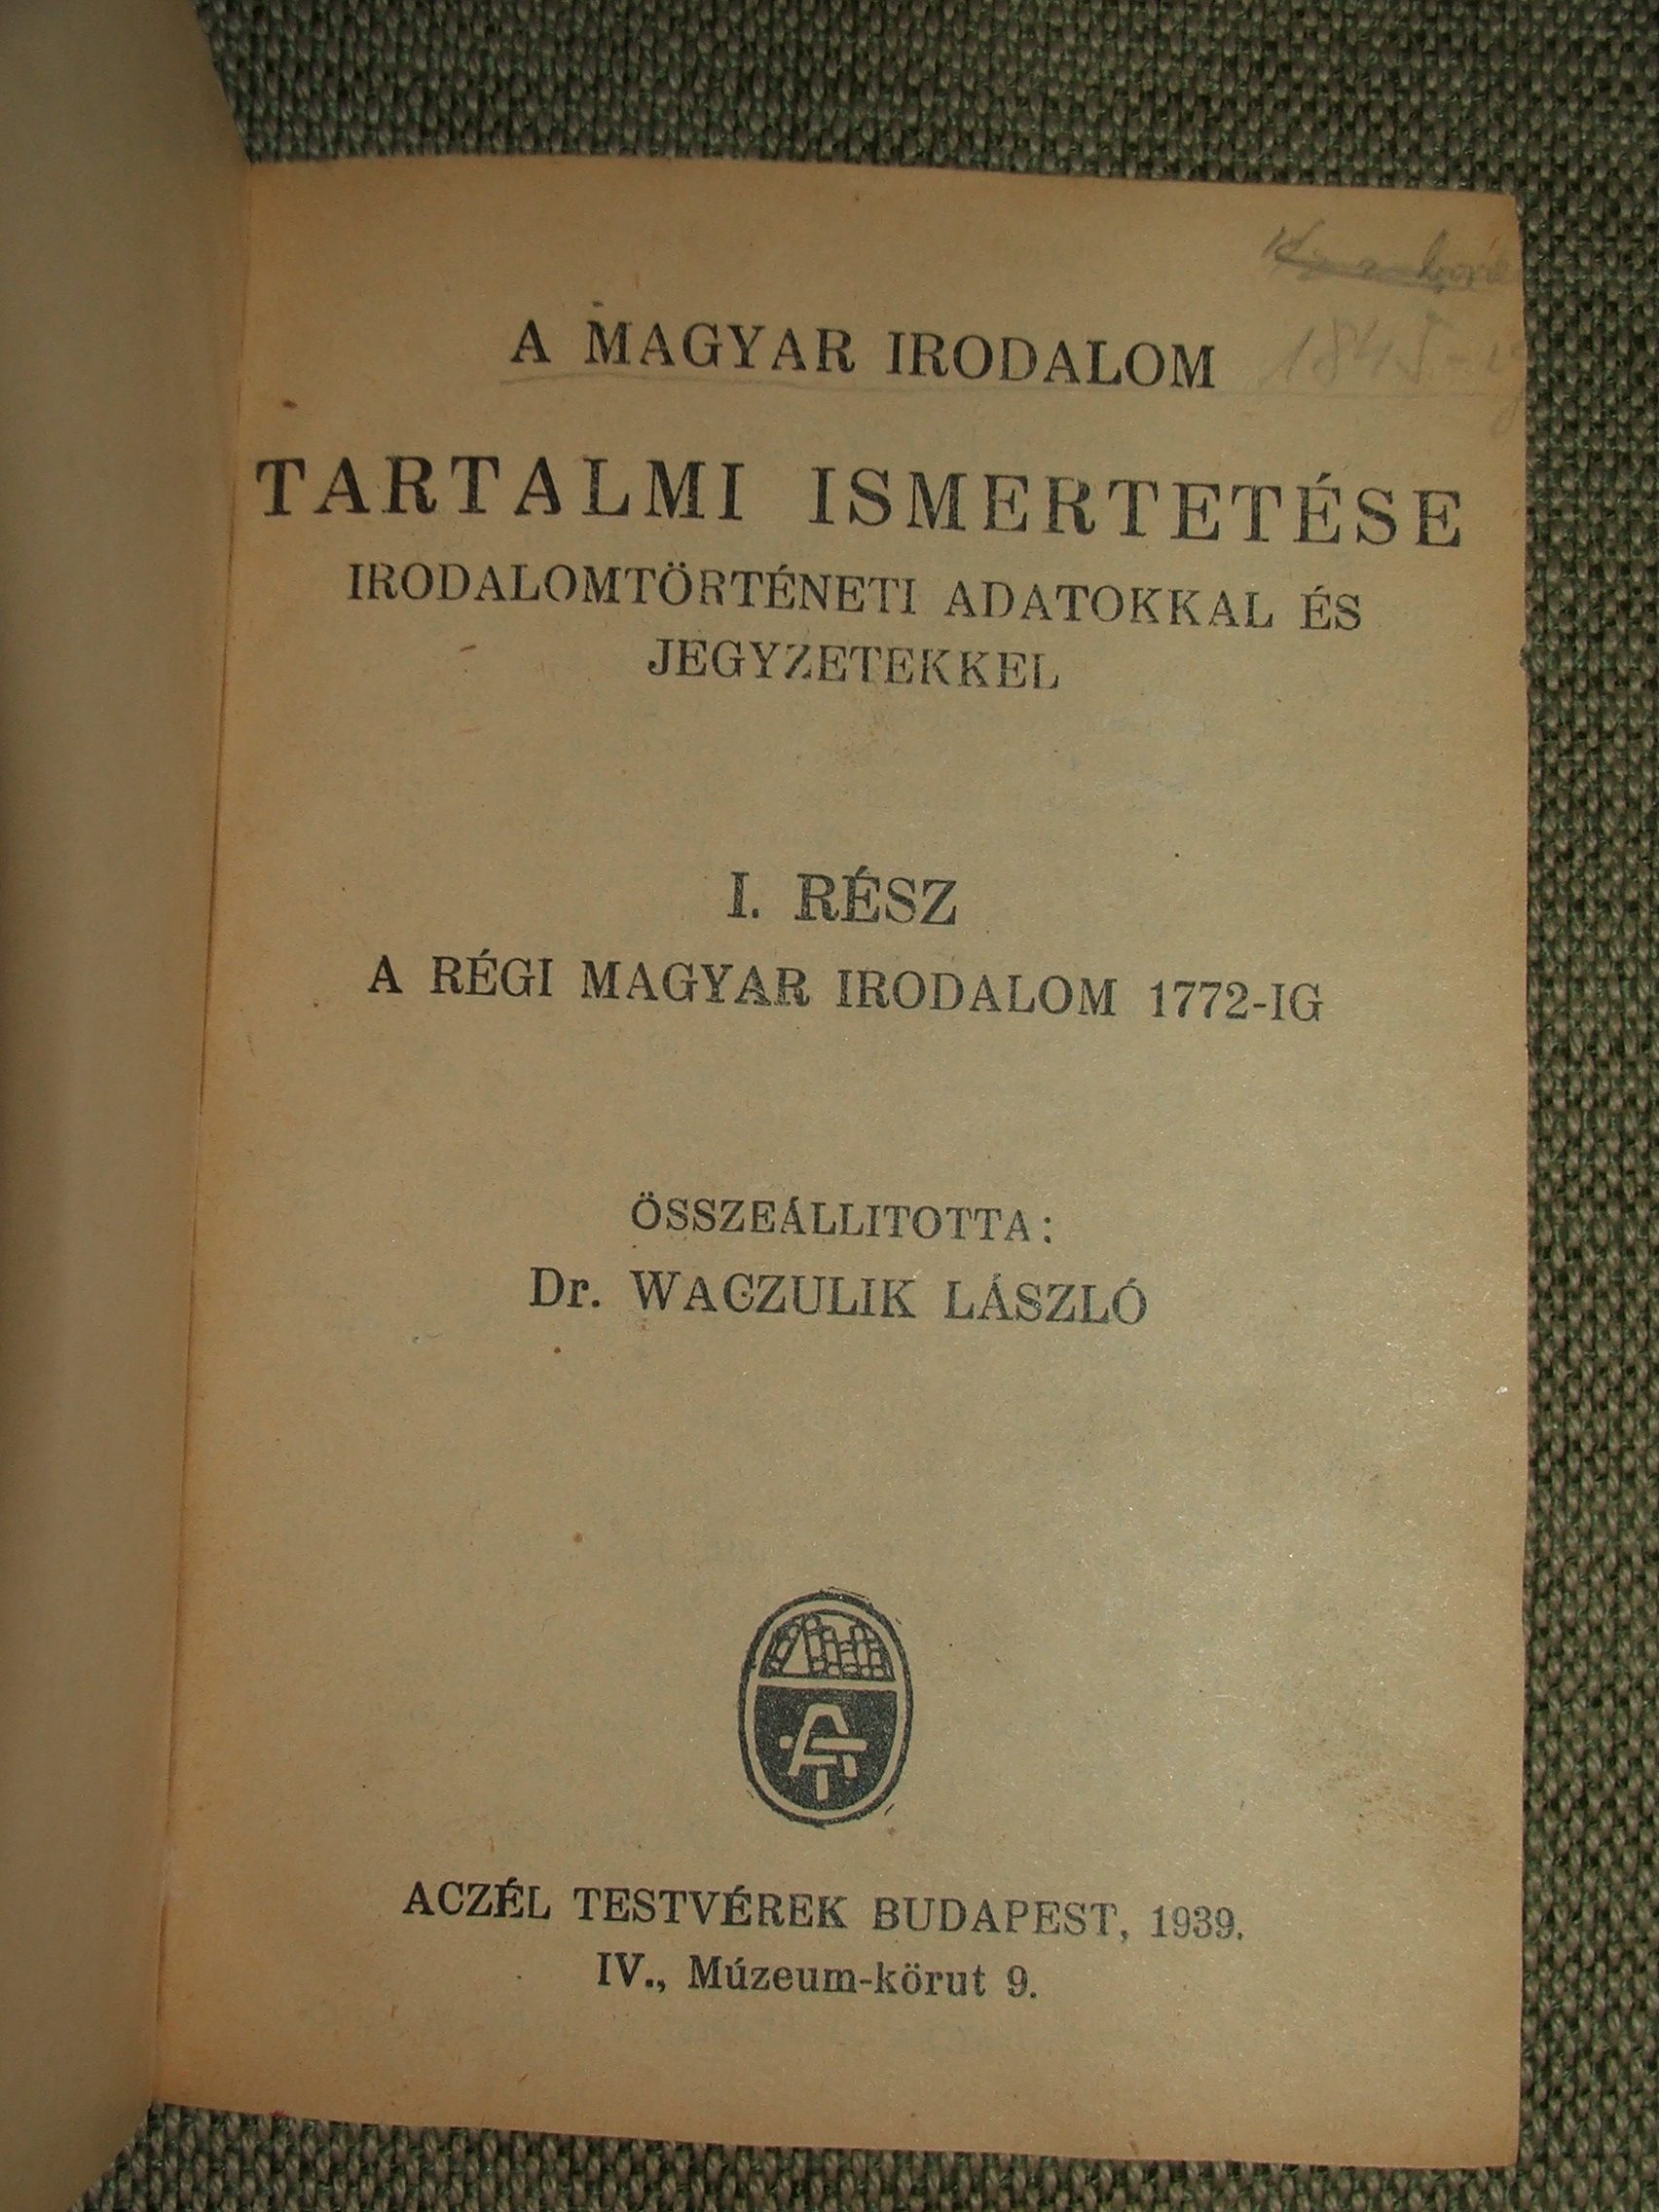 A MAGYAR IRODALOM
TARTALMI ISMERTETÉSE
IRODALOMTÖRTÉNETI ADATOKKAL ÉS
JEGYZETEKKEL
I. RÉSZ
A RÉGI MAGYAR IRODALOM 1772-IG
ÖSSZEÁLLITOTTA:
Dr. WACZULIK LÁSZLÓ
AT
ACZÉL TESTVÉREK BUDAPEST, 1939.
IV., Múzeum-körut 9.